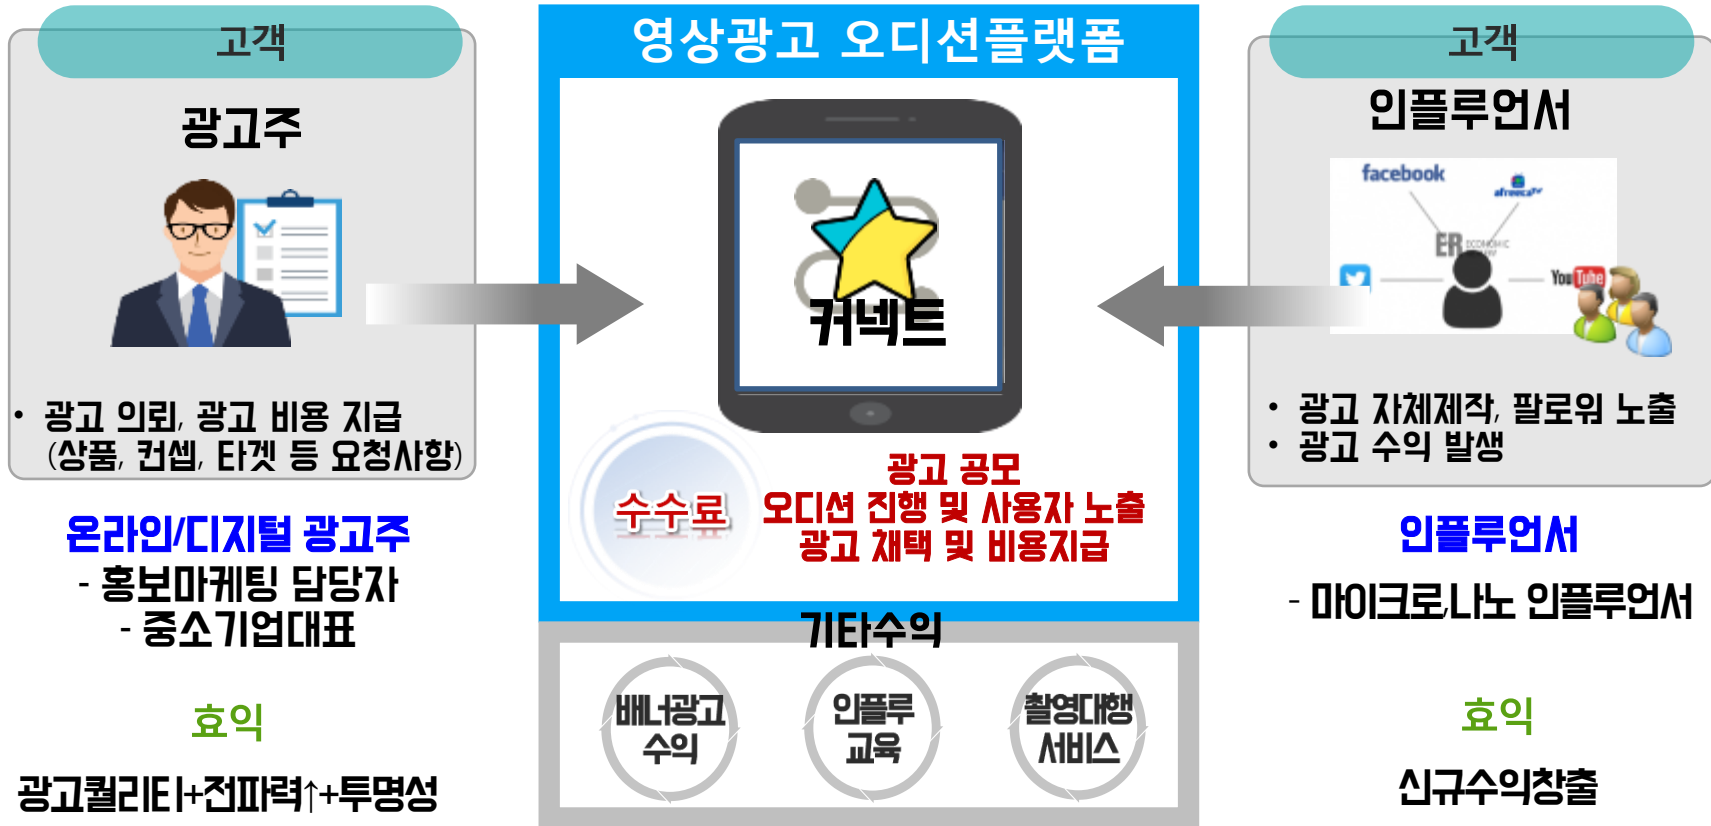 고객
광고주
• 광고 의뢰, 광고 비용 지급
(상품, 컨셉, 타겟 등 요청사항)
온라인/디지털 광고주
- 홍보마케팅 담당자
- 중소기업대표
효익
광고퀄리티+전파력↑+투명성
영상광고 오디션플랫폼
커넥트
수수료
광고 공모
오디션 진행 및 사용자 노출
광고 채택 및 비용지급
기타수익
배너광고
수익
인플루
교육
촬영대행
서비스
고객
인플루언서
facebook
afreecaTV
ER ECONOMIC
YouTube
• 광고 자체제작, 팔로워 노출
• 광고 수익 발생
인플루언서
- 마이크로,나노 인플루언서
효익
신규수익창출